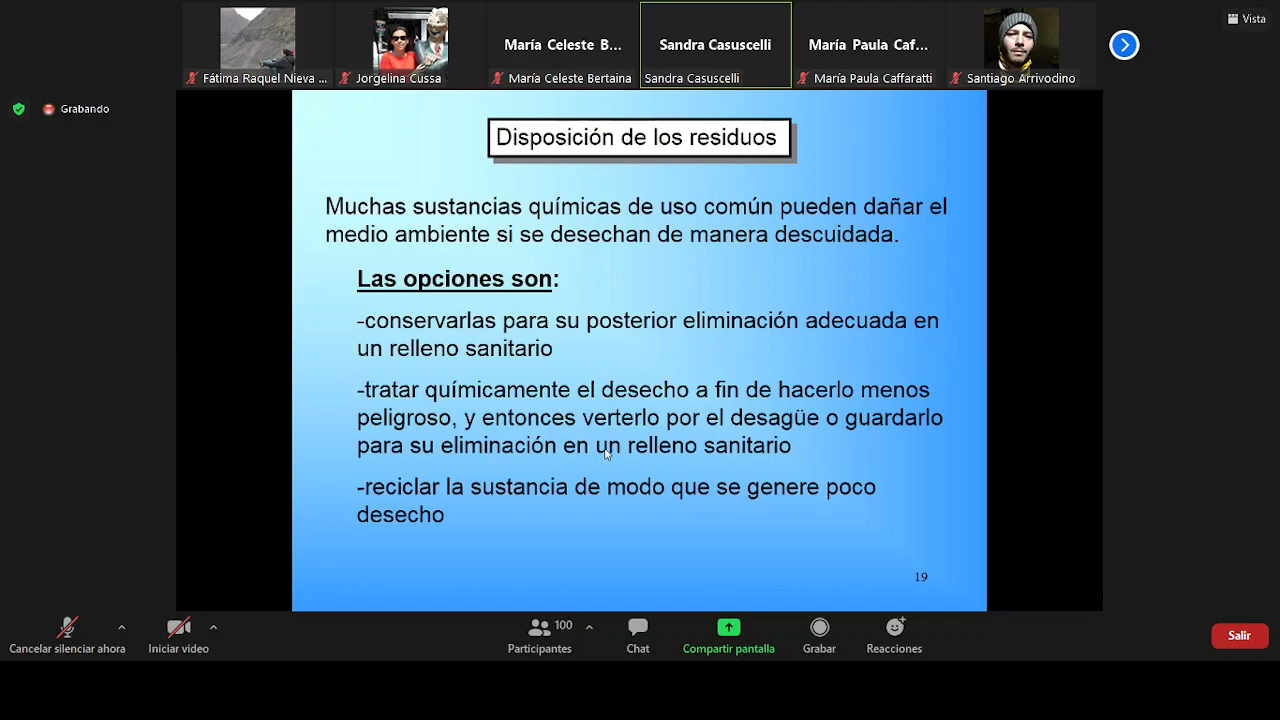 Vista
María Celeste B...
Sandra Casuscelli
María Paula Caf...
Fátima Raquel Nieva ...
Jorgelina Cussa
María Celeste Bertaina
Sandra Casuscelli
María Paula Caffaratti
Santiago Arrivodino
Grabando
Disposición de los residuos
Muchas sustancias químicas de uso común pueden dañar el
medio ambiente si se desechan de manera descuidada.
Las opciones son:
-conservarlas para su posterior eliminación adecuada en
un relleno sanitario
-tratar químicamente el desecho a fin de hacerlo menos
peligroso, y entonces verterlo por el desagüe o guardarlo
para su eliminación en un relleno sanitario
-reciclar la sustancia de modo que se genere poco
desecho
19
100
Cancelar silenciar ahora
Iniciar video
Participantes
Chat
Compartir pantalla
Grabar
Reacciones
Salir